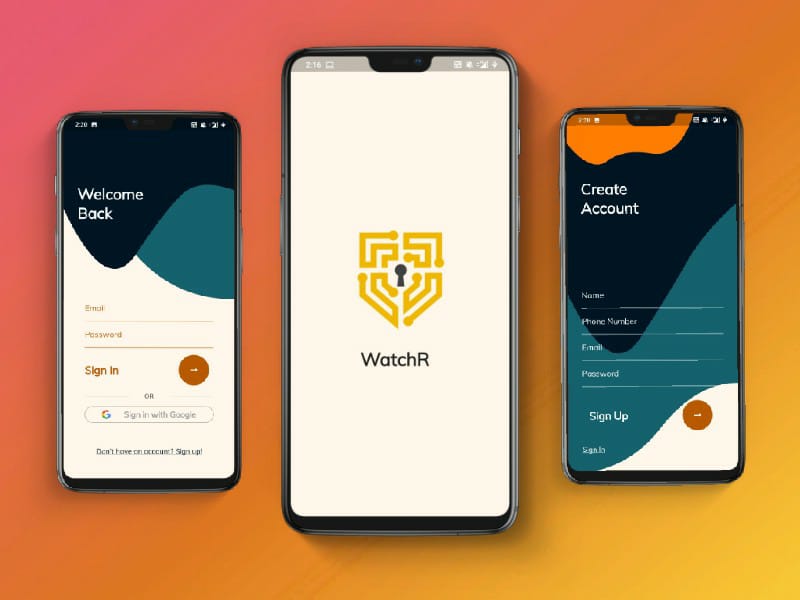 2:20
Welcome
Back
Email
Password
Sign In
OR
Sign in with Google
Don't have an account? Sign up!
2:16
WatchR
2:20
Create
Account
Name
Phone Number
Email
Password
Sign Up
Sign In